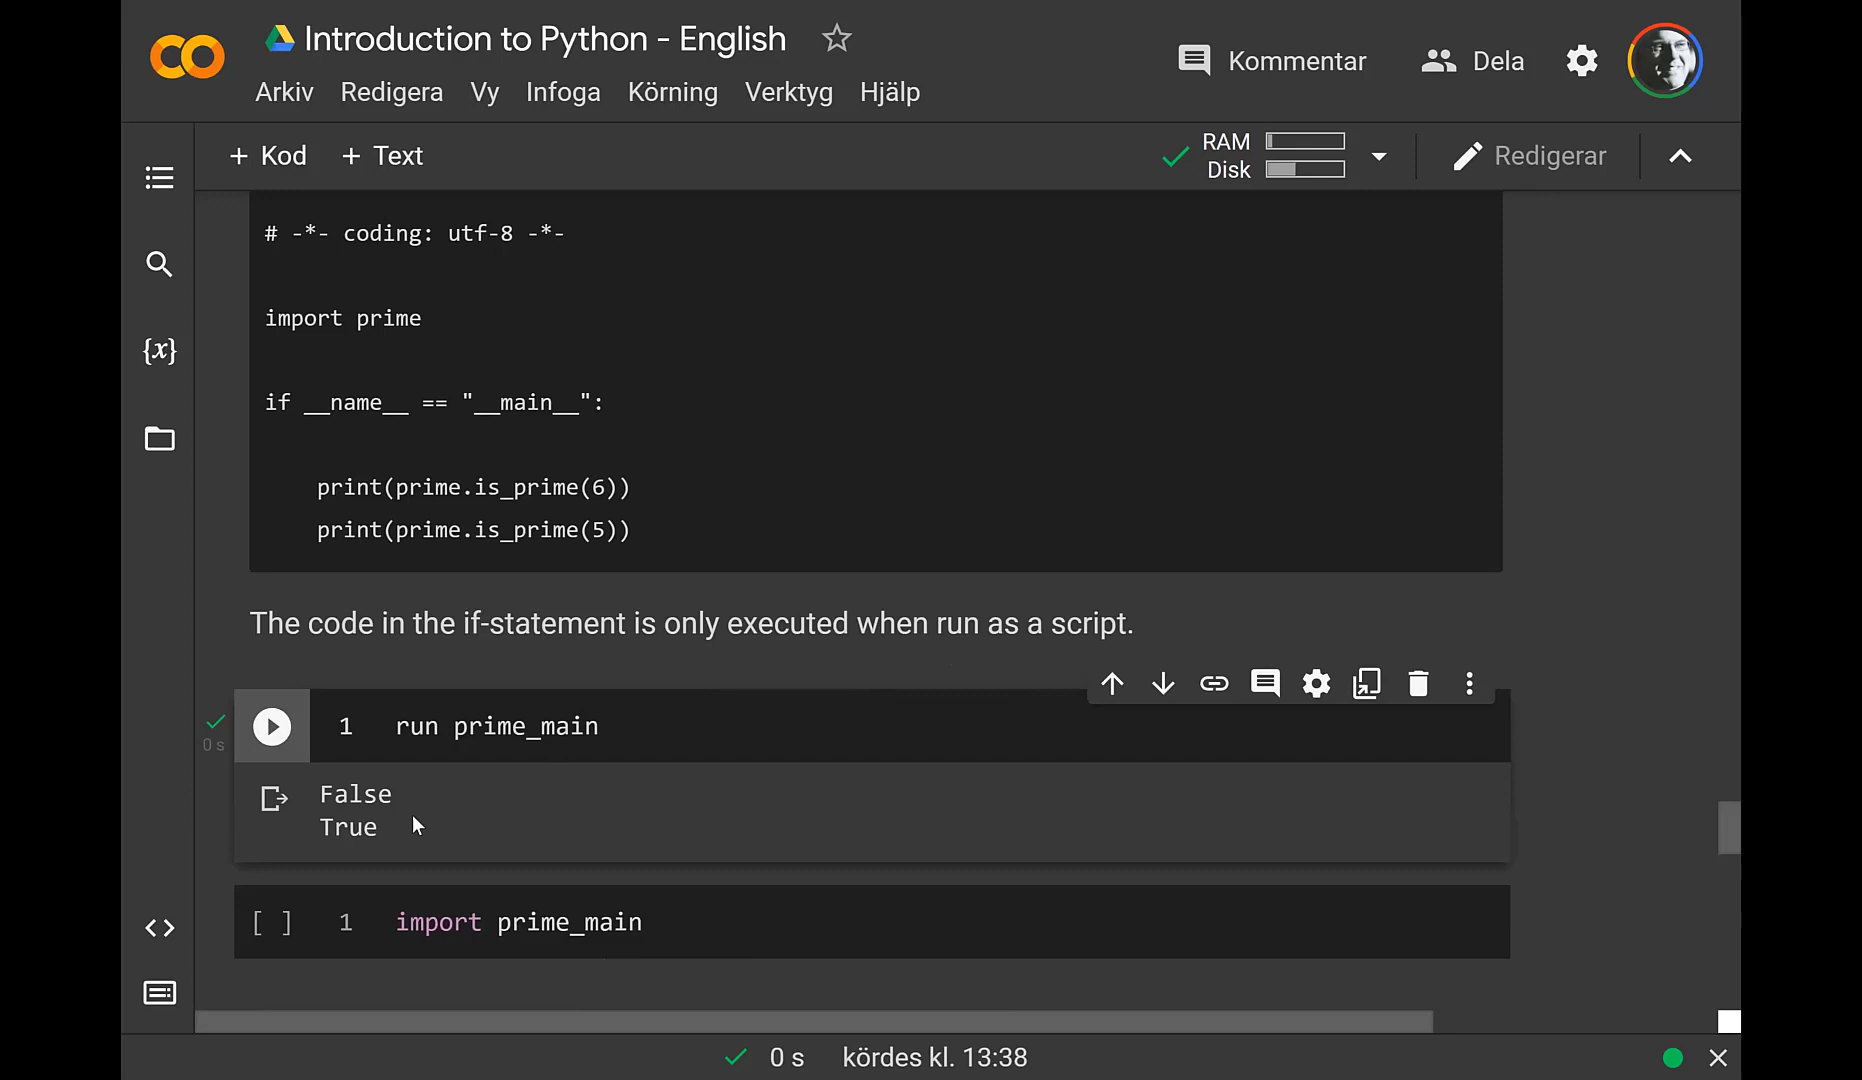 Introduction to Python - English
Arkiv Redigera Vy Infoga Körning Verktyg Hjälp
Kommentar Dela
+ Kod + Text
RAM
Disk
Redigerar
{x}
# -*- coding: utf-8 -*-
import prime
if __name__ == "__main__":
print(prime.is_prime(6))
print(prime.is_prime(5))
The code in the if-statement is only executed when run as a script.
0 s
1 run prime_main
False
True
[ ] 1 import prime_main
0 s kördes kl. 13:38